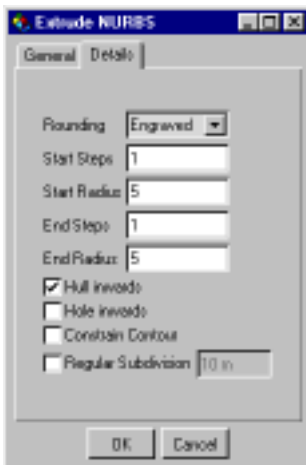 Extrude NURBS
General Details
Rounding Engraved
Start Steps 1
Start Radius 5
End Steps 1
End Radius 5
Hull inwards
Hole inwards
Constrain Contour
Regular Subdivision 10 m
OK Cancel